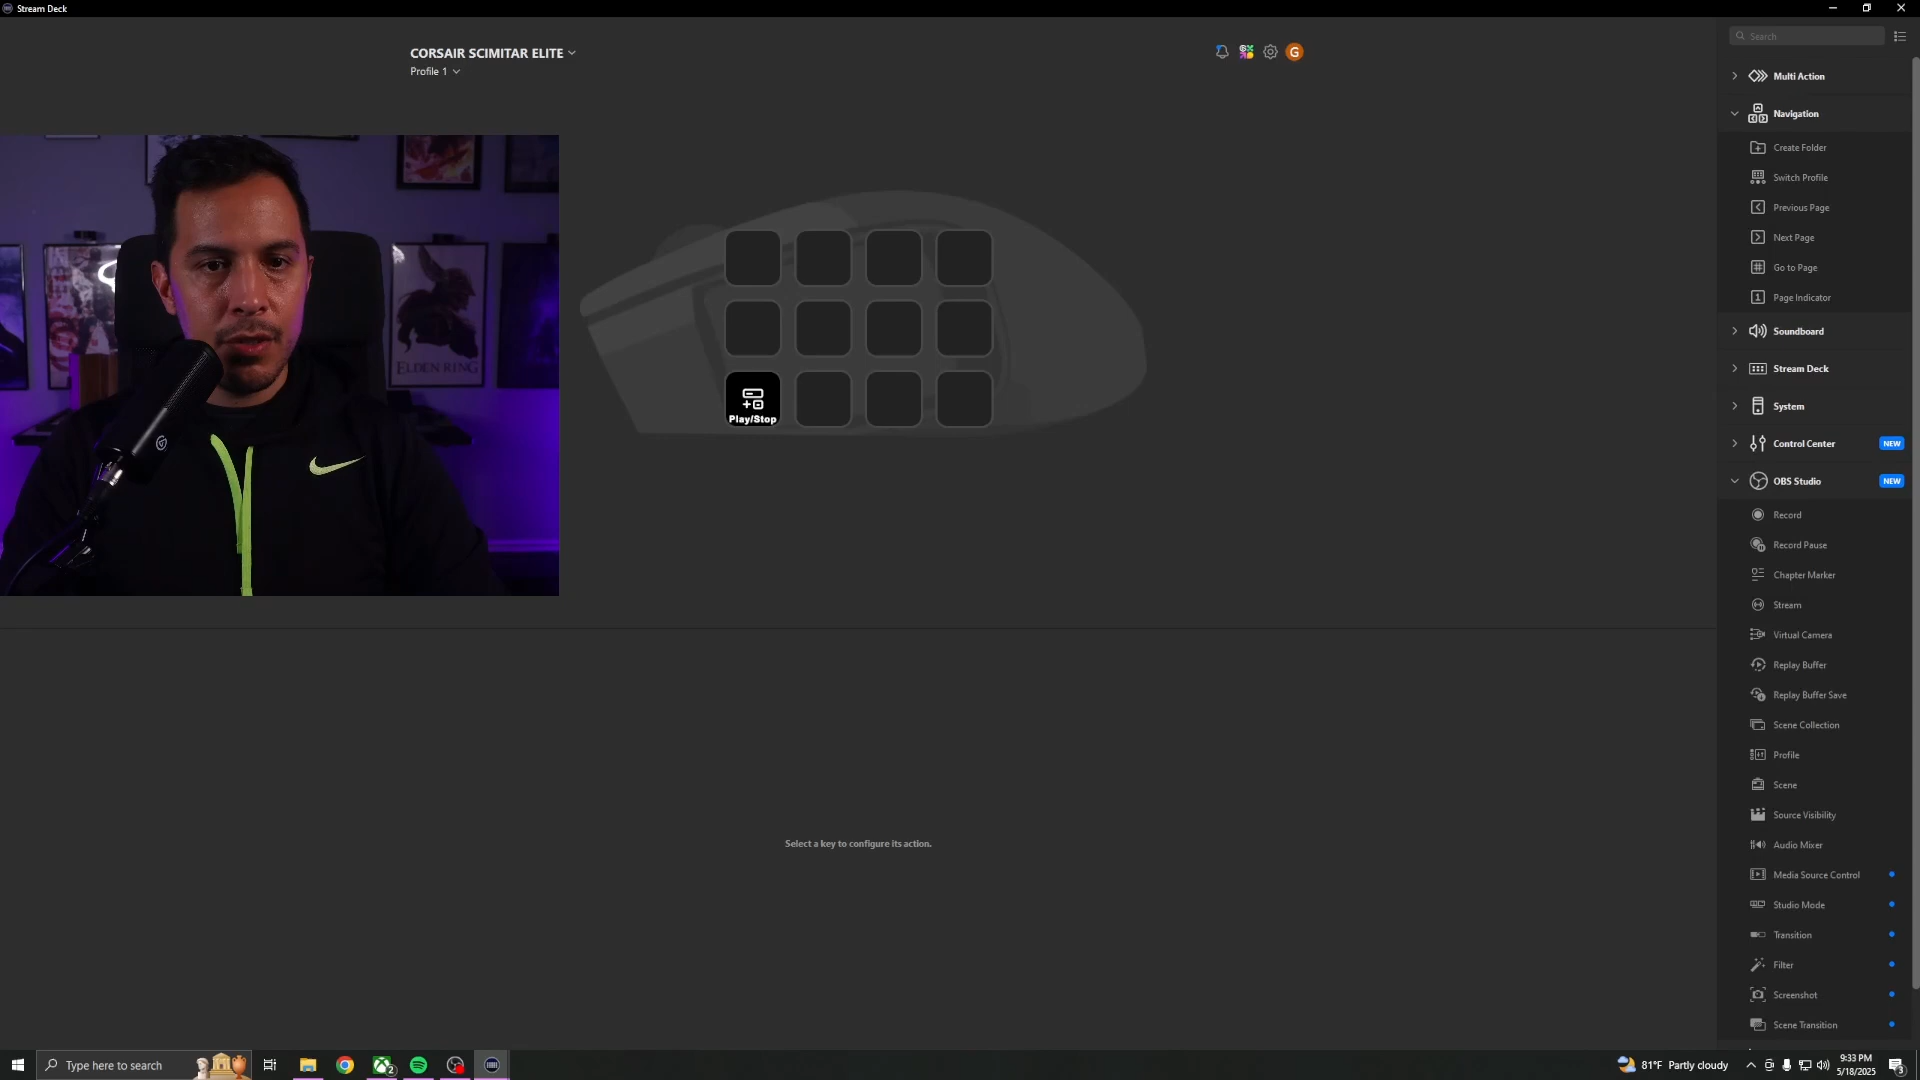 Stream Deck
CORSAIR SCIMITAR ELITE
Profile 1
G
Search
Multi Action
Navigation
Create Folder
Switch Profile
Previous Page
Next Page
Go to Page
Page Indicator
Soundboard
Stream Deck
System
Control Center NEW
OBS Studio NEW
Record
Record Pause
Chapter Marker
Stream
Virtual Camera
Replay Buffer
Replay Buffer Save
Scene Collection
Profile
Scene
Source Visibility
Audio Mixer
Media Source Control
Studio Mode
Transition
Filter
Screenshot
Scene Transition
ELDEN RING
Play/Stop
Select a key to configure its action.
Type here to search
2
81°F Partly cloudy
9:33 PM
5/18/2025
3